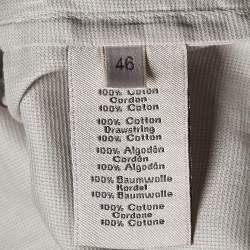 46
100% Coton
Cordon
100% Coton
100% Cotton
Drawstring
100% Cotton
100% Algodón
Cordón
100% Algodón
100% Baumwolle
Kordel
100% Baumwolle
100% Cotone
Cordone
100% Cotone